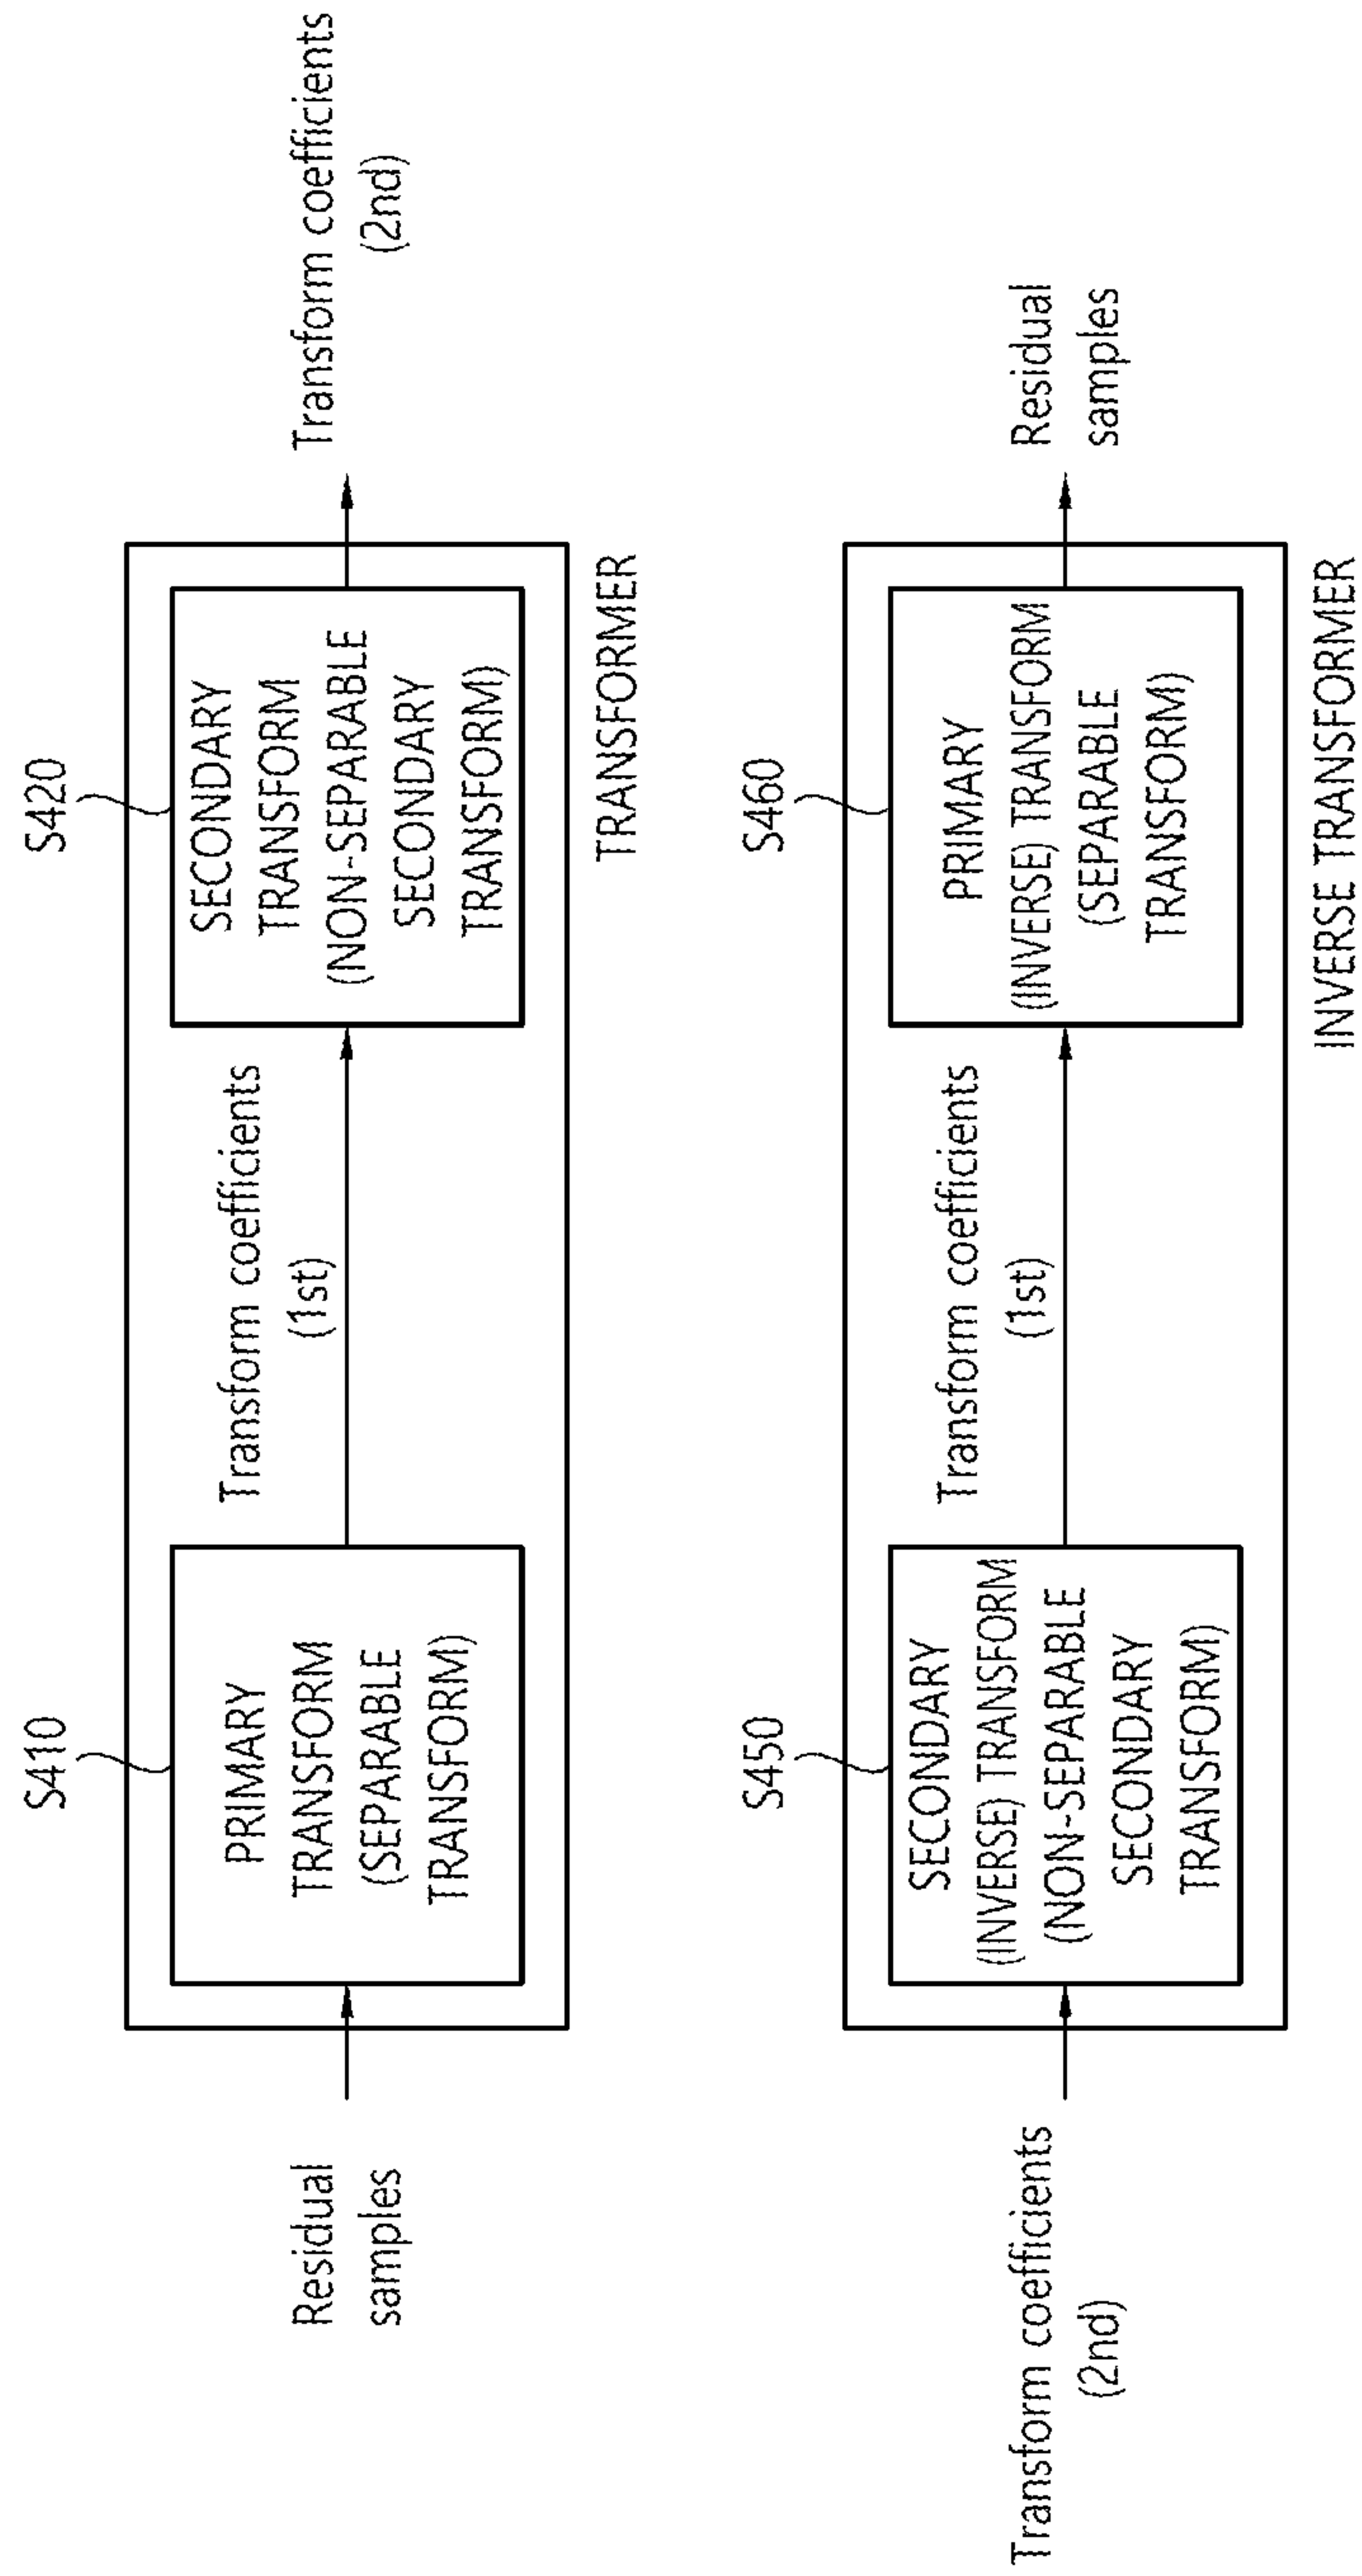 S410
S420
Residual
samples
PRIMARY
TRANSFORM
(SEPARABLE
TRANSFORM)
Transform coefficients
(1st)
SECONDARY
TRANSFORM
(NON-SEPARABLE
SECONDARY
TRANSFORM)
Transform coefficients
(2nd)
TRANSFORMER
S450
S460
Transform coefficients
(2nd)
SECONDARY
(INVERSE) TRANSFORM
(NON-SEPARABLE
SECONDARY
TRANSFORM)
Transform coefficients
(1st)
PRIMARY
(INVERSE) TRANSFORM
(SEPARABLE
TRANSFORM)
Residual
samples
INVERSE TRANSFORMER